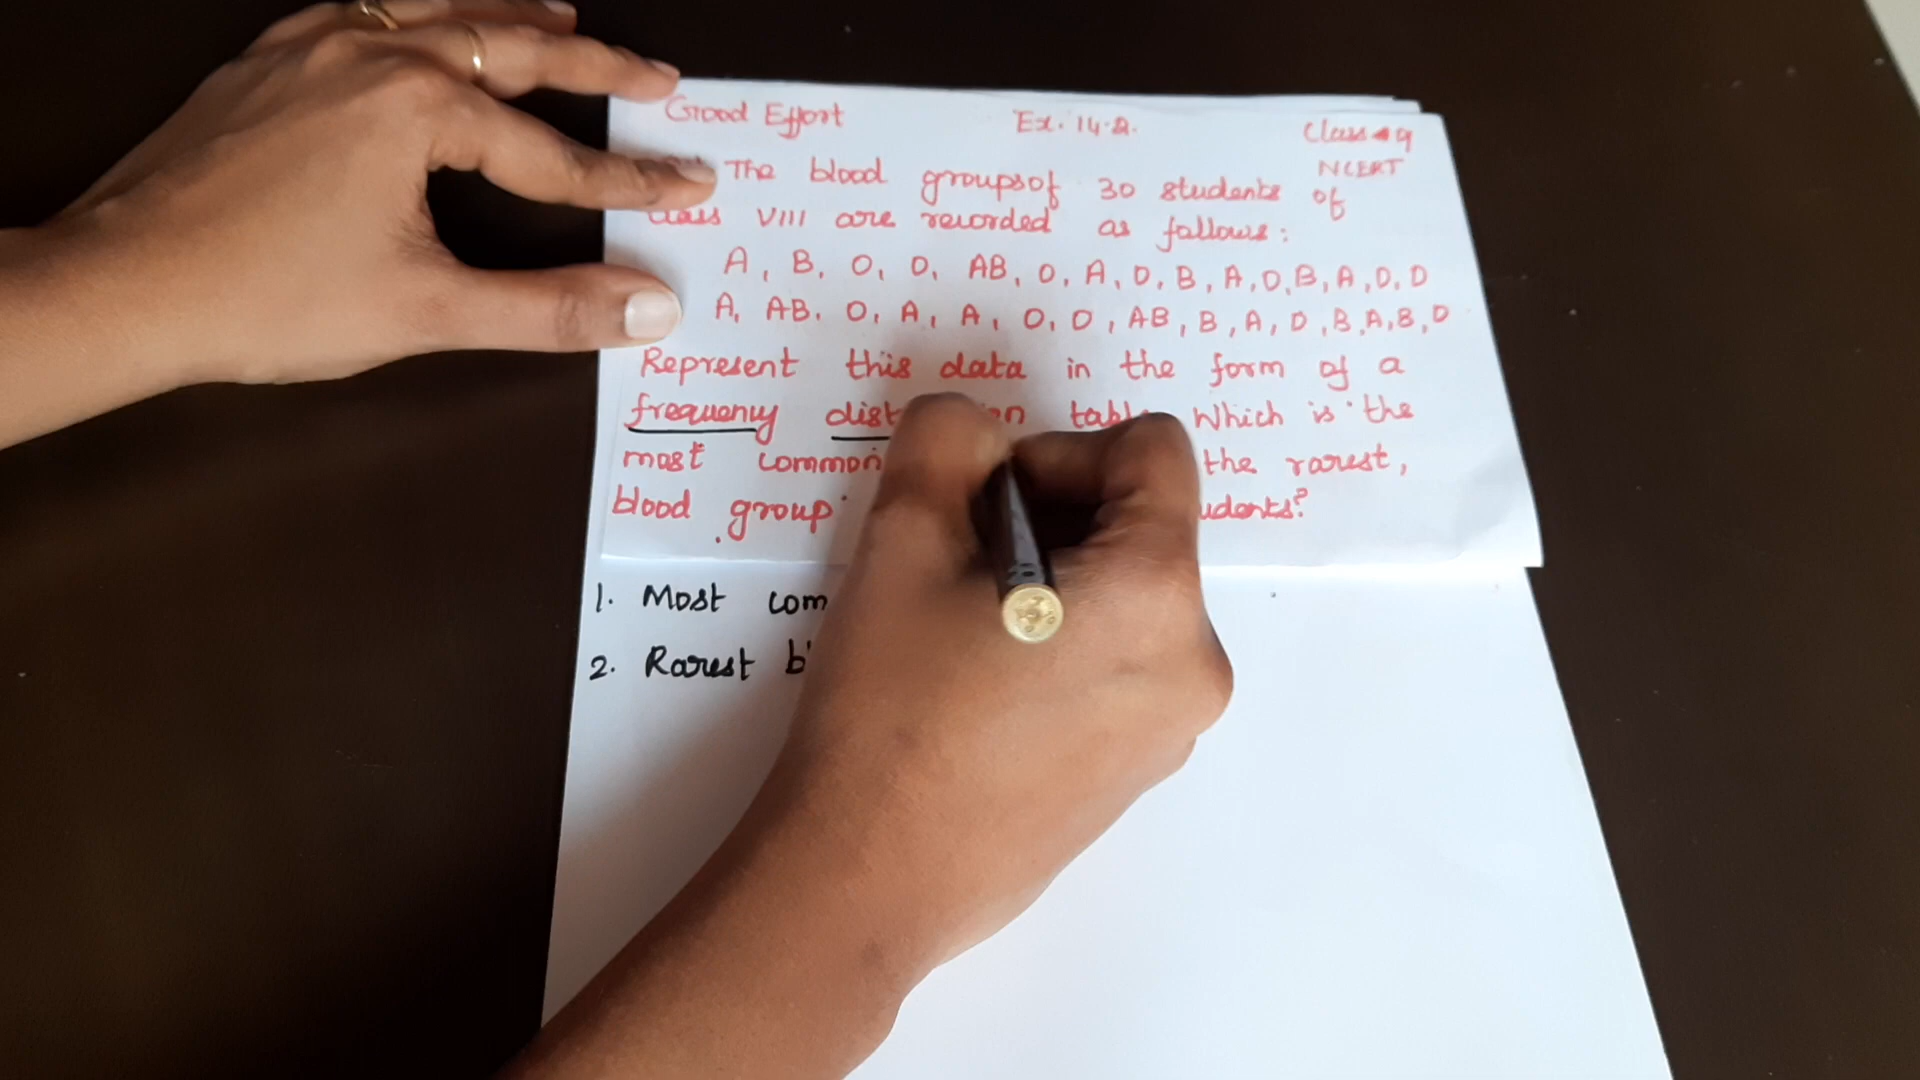 Good Effort Ex. 14.2. Class 9
NCERT
The blood groups of 30 students of
class VIII are recorded as follows:
A, B, O, O, AB, O, A, O, B, A, O, B, A, O, O
A, AB, O, A, A, O, O, AB, B, A, O, B, A, B, O
Represent this data in the form of a
frequency table Which is the
most common the rarest,
blood group
1. Most com
2. Rarest